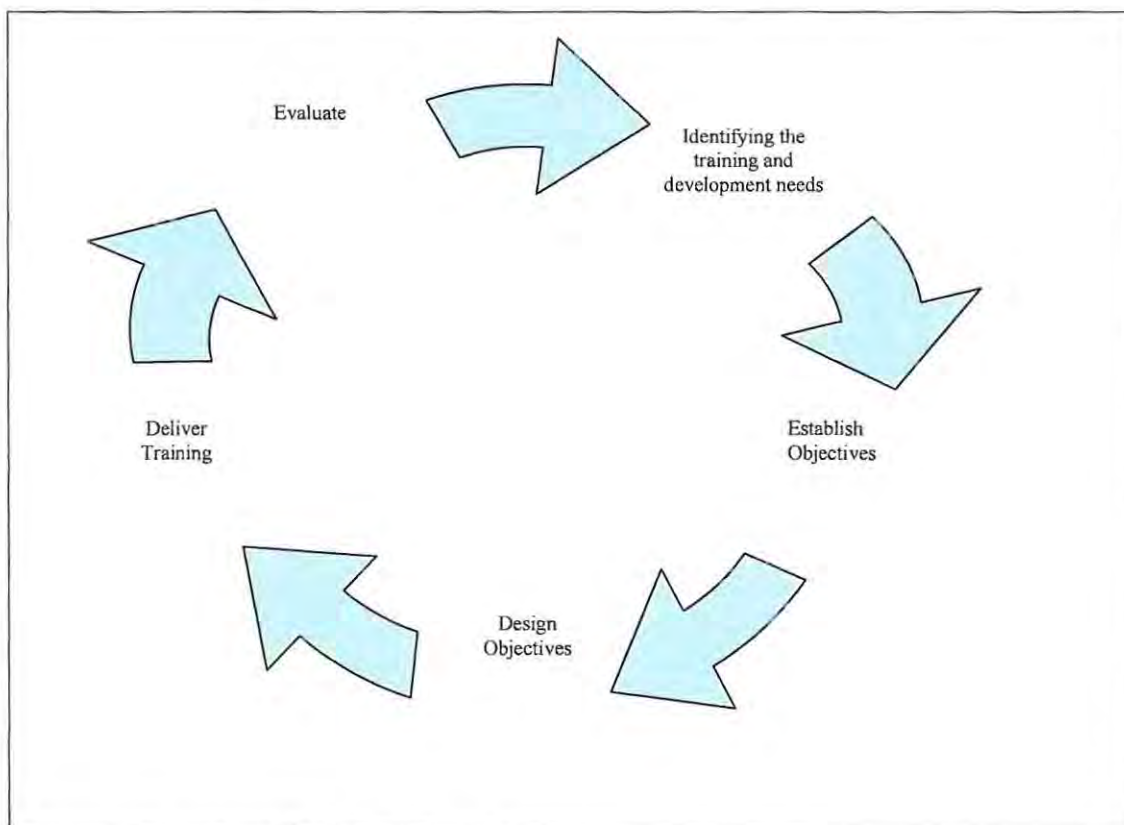 Evaluate
Identifying the
training and
development needs
Establish
Objectives
Design
Objectives
Deliver
Training